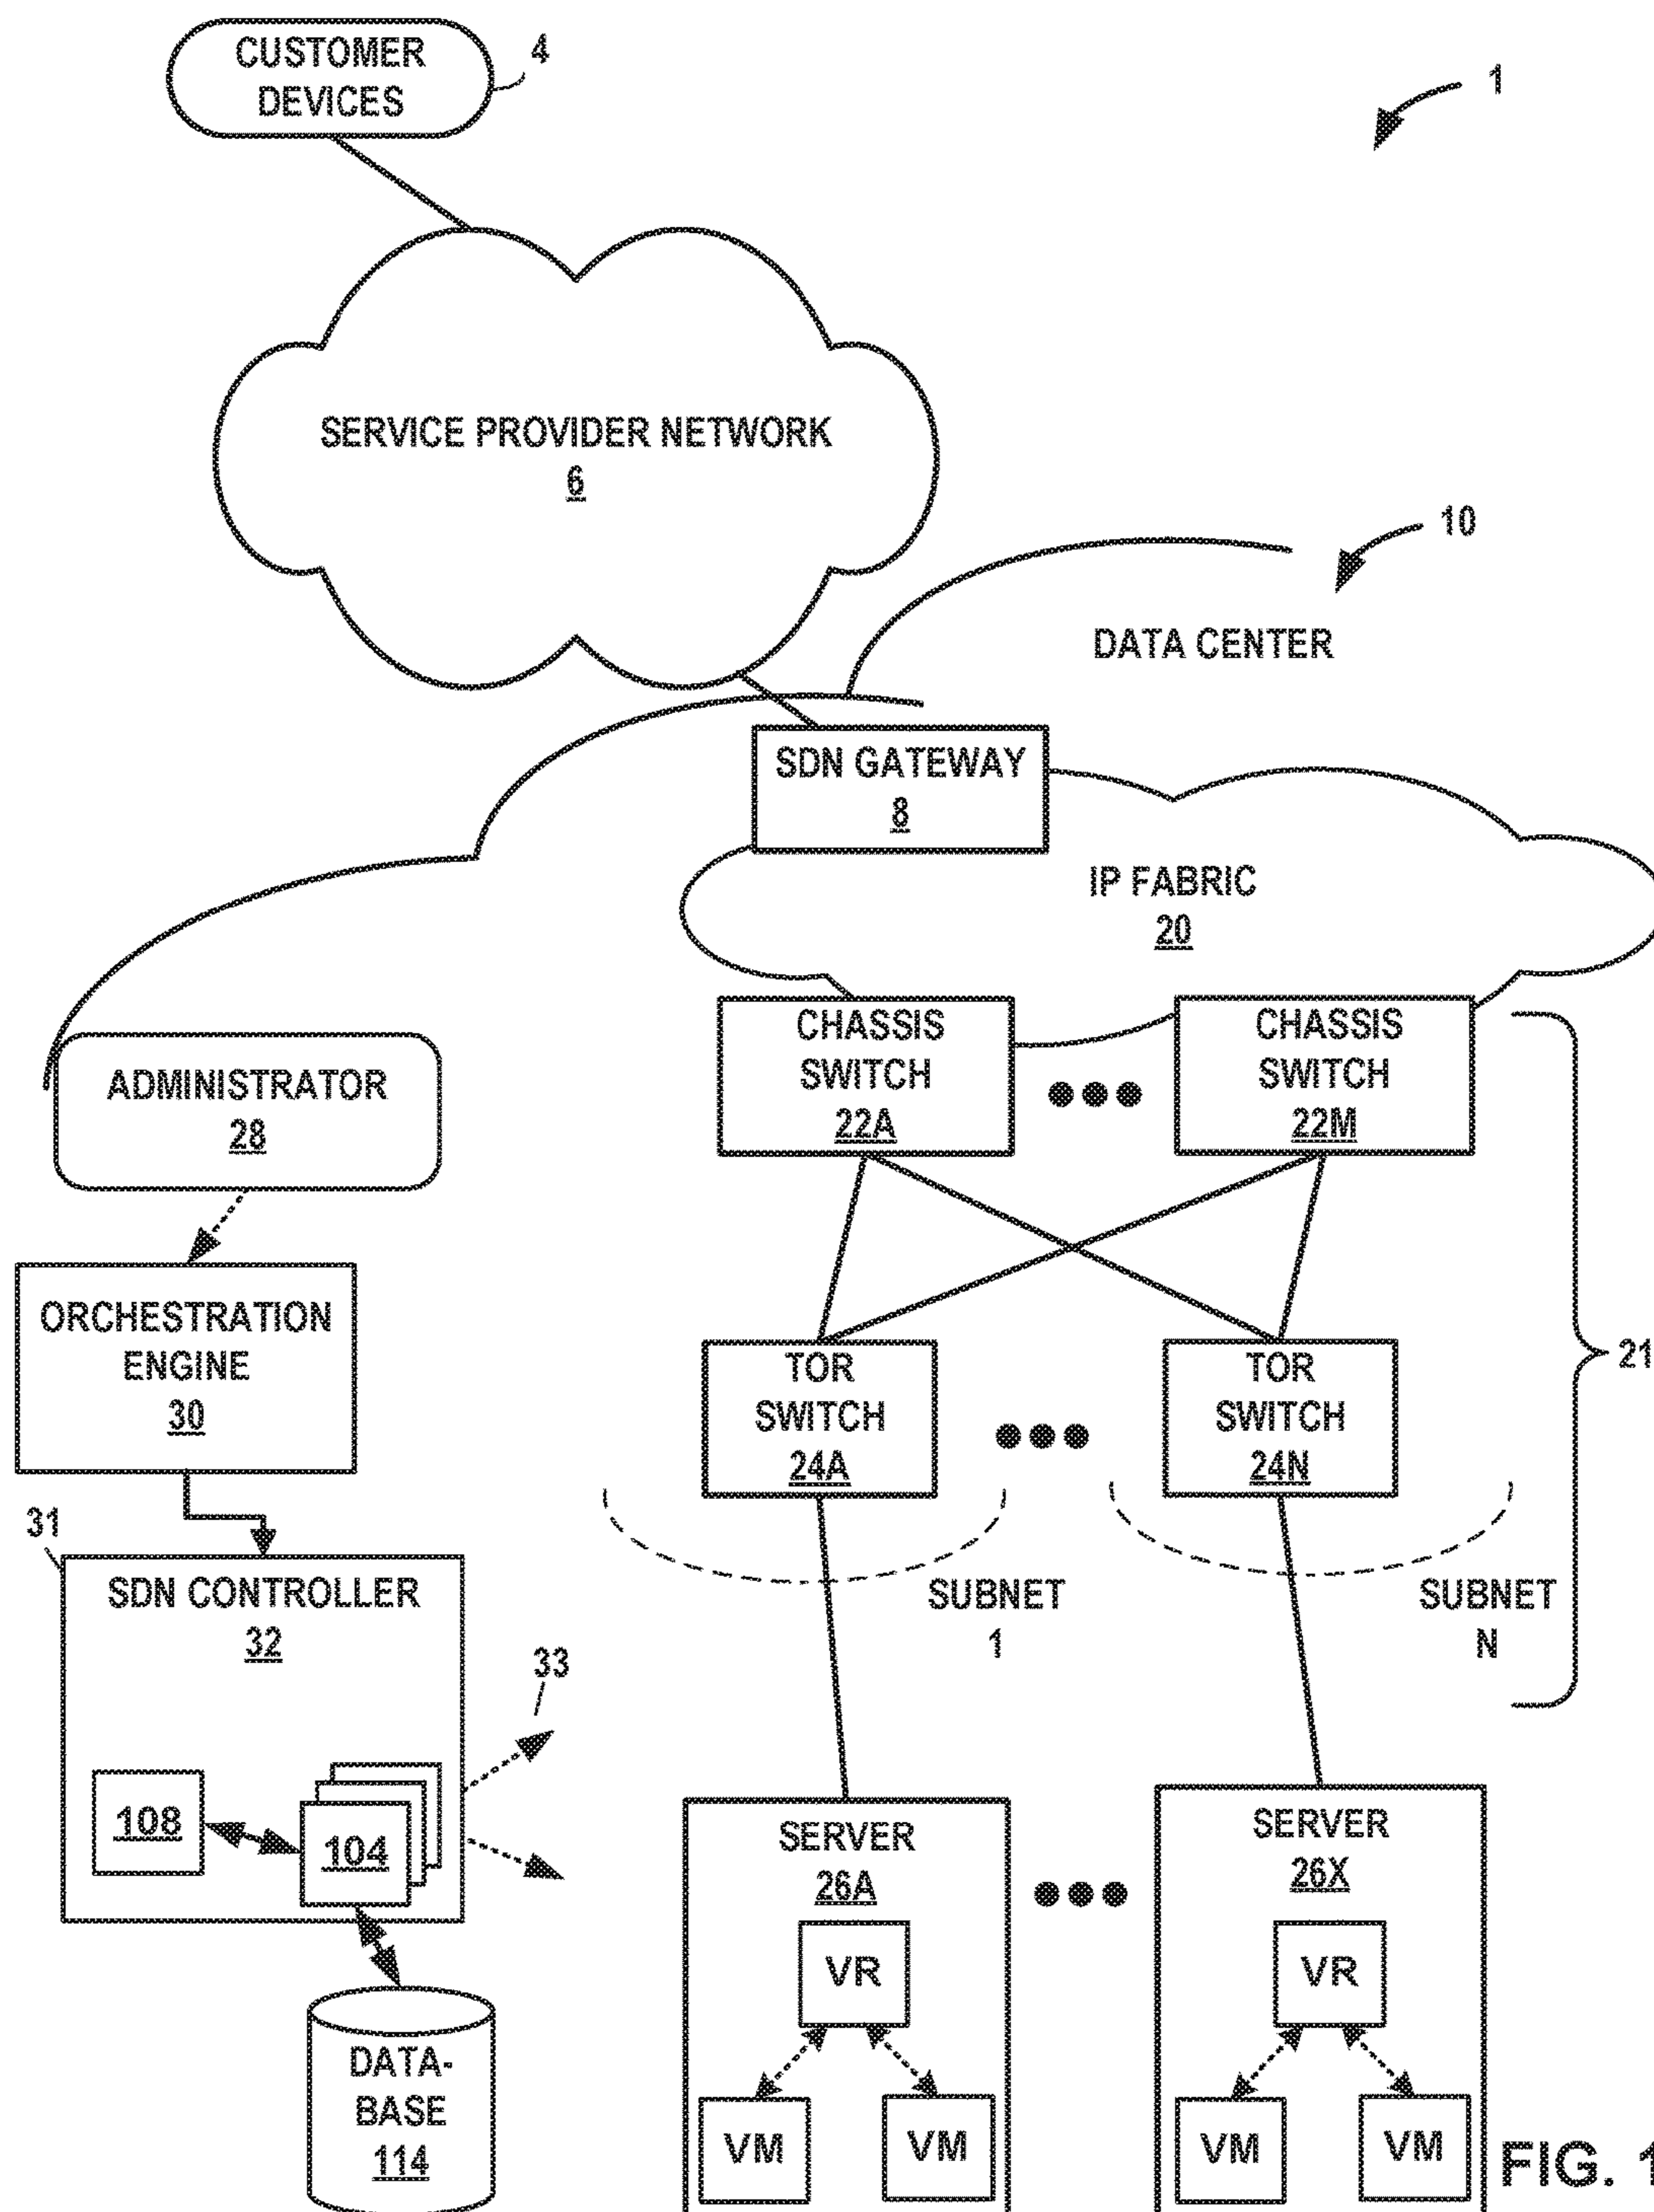 CUSTOMER
DEVICES
4
1
SERVICE PROVIDER NETWORK
6
10
DATA CENTER
SDN GATEWAY
8
IP FABRIC
20
CHASSIS
SWITCH
22A
CHASSIS
SWITCH
22M
ADMINISTRATOR
28
ORCHESTRATION
ENGINE
30
TOR
SWITCH
24A
TOR
SWITCH
24N
21
SUBNET
1
SUBNET
N
31
SDN CONTROLLER
32
33
108
104
SERVER
26A
VR
VM
VM
SERVER
26X
VR
VM
VM
DATA-
BASE
114
FIG. 1